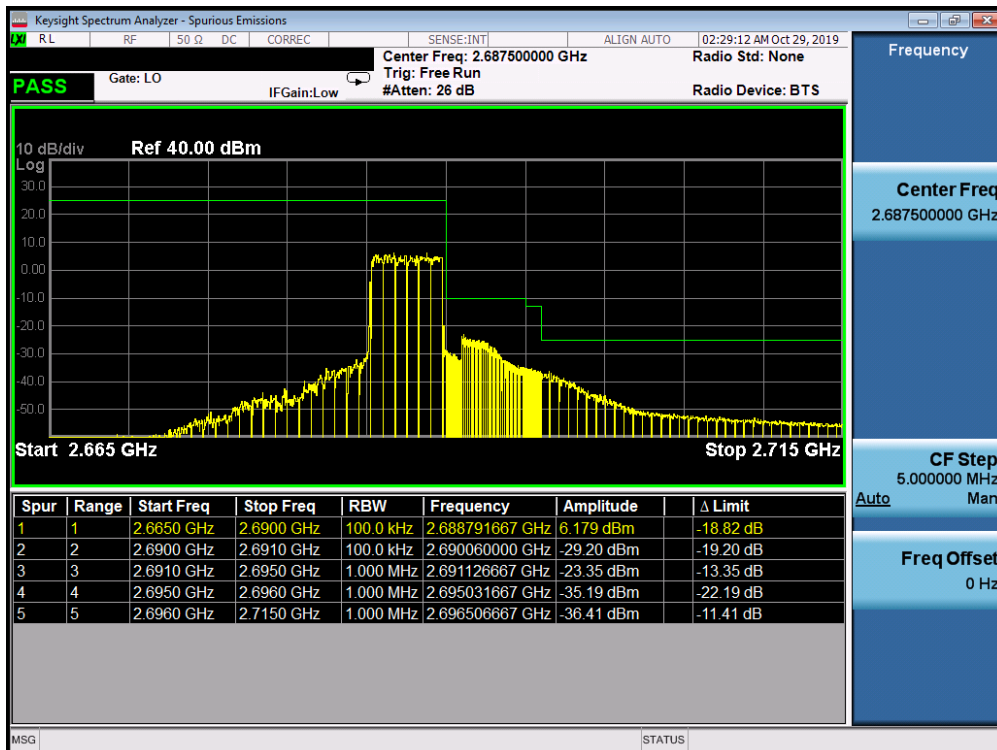 Keysight Spectrum Analyzer - Spurious Emissions
LXI RL RF 50 Ω DC CORREC SENSE:INT ALIGN AUTO 02:29:12 AM Oct 29, 2019
Center Freq: 2.687500000 GHz Radio Std: None
Trig: Free Run
PASS Gate: LO IFGain:Low #Atten: 26 dB Radio Device: BTS
10 dB/div Ref 40.00 dBm
Log
30.0
20.0
10.0
0.00
-10.0
-20.0
-30.0
-40.0
-50.0
Start 2.665 GHz Stop 2.715 GHz
Spur Range Start Freq Stop Freq RBW Frequency Amplitude Δ Limit
1 1 2.6650 GHz 2.6900 GHz 100.0 kHz 2.688791667 GHz 6.179 dBm -18.82 dB
2 2 2.6900 GHz 2.6910 GHz 100.0 kHz 2.690060000 GHz -29.20 dBm -19.20 dB
3 3 2.6910 GHz 2.6950 GHz 1.000 MHz 2.691126667 GHz -23.35 dBm -13.35 dB
4 4 2.6950 GHz 2.6960 GHz 1.000 MHz 2.695031667 GHz -35.19 dBm -22.19 dB
5 5 2.6960 GHz 2.7150 GHz 1.000 MHz 2.696506667 GHz -36.41 dBm -11.41 dB
MSG STATUS
Frequency
Center Freq
2.687500000 GHz
CF Step
5.000000 MHz
Auto Man
Freq Offset
0 Hz